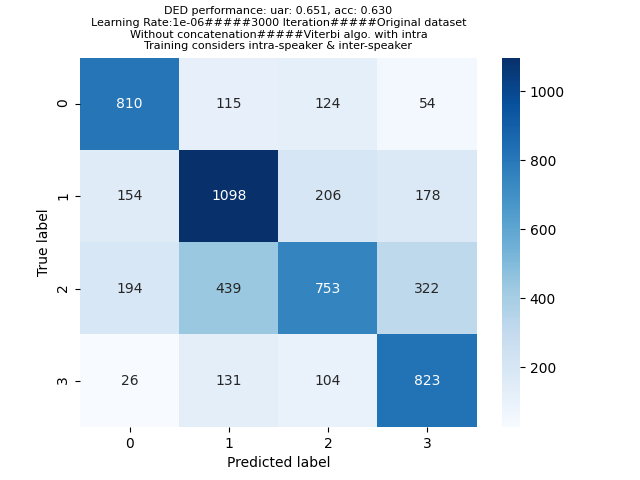 DED performance: uar: 0.651, acc: 0.630
Learning Rate:1e-06#####3000 Iteration#####Original dataset
Without concatenation#####Viterbi algo. with intra
Training considers intra-speaker & inter-speaker
0 810 115 124 54
1 154 1098 206 178
2 194 439 753 322
3 26 131 104 823
0 1 2 3
True label
Predicted label
1000
800
600
400
200